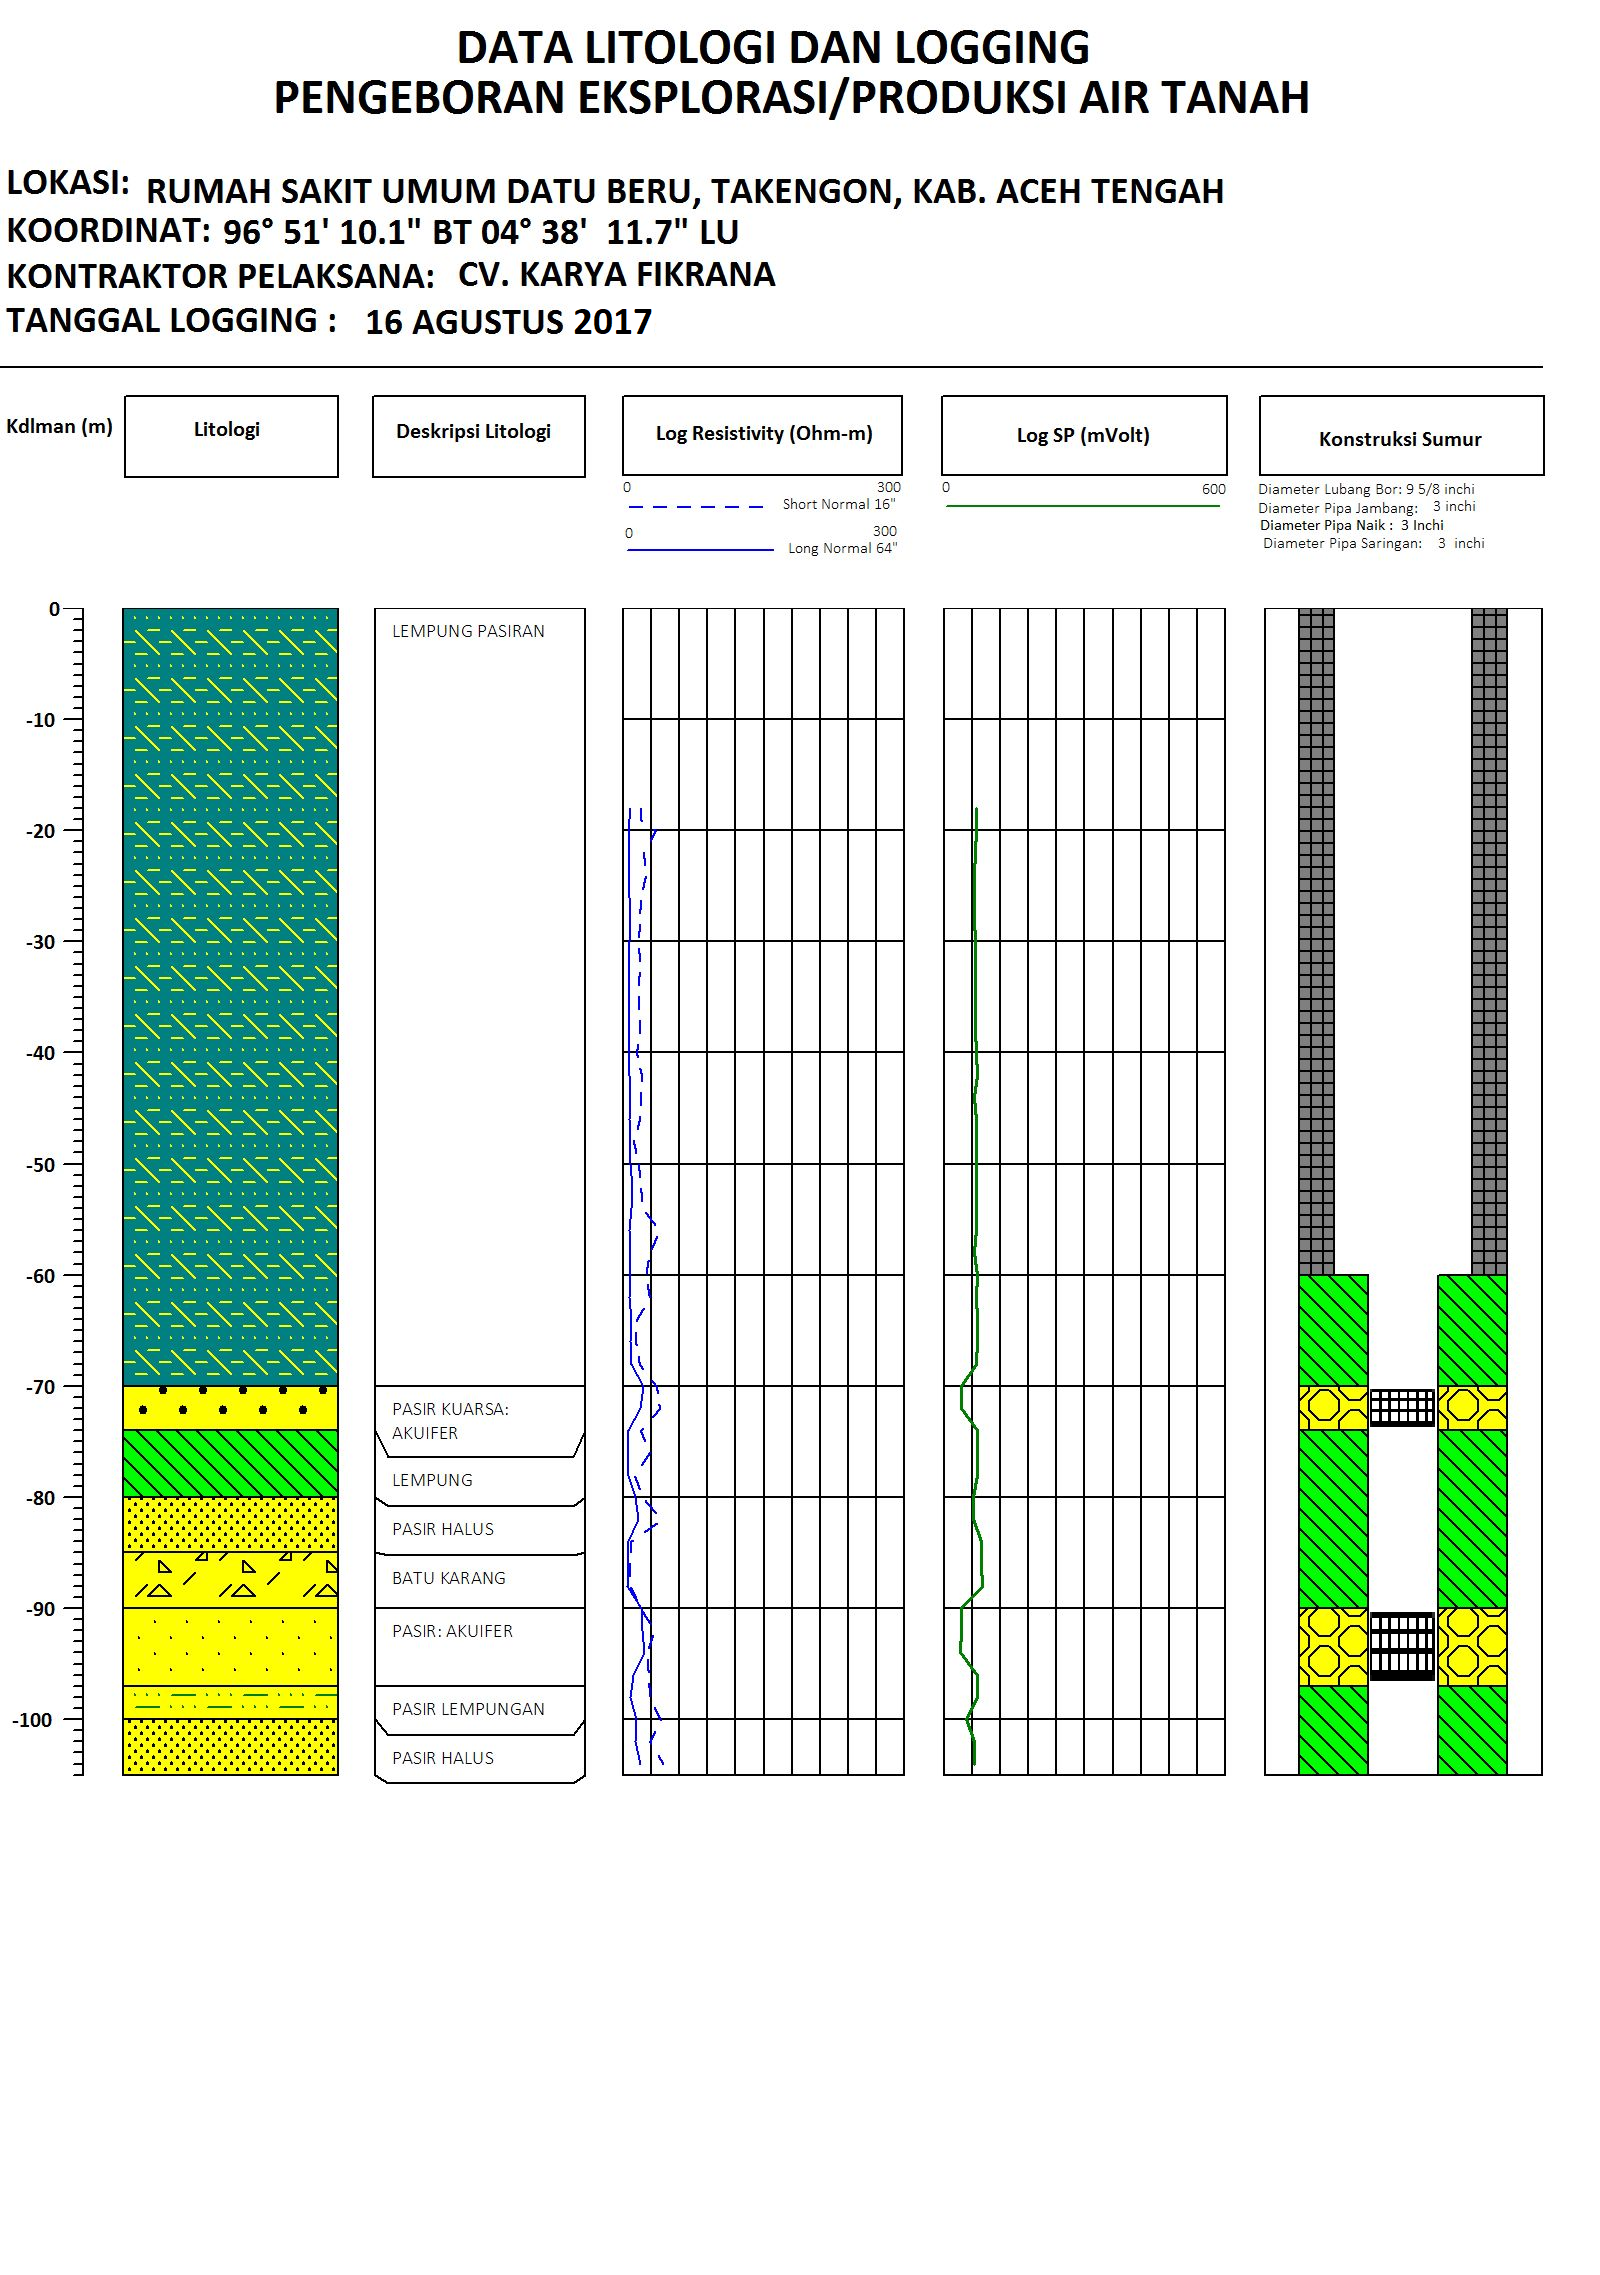 DATA LITOLOGI DAN LOGGING
PENGEBORAN EKSPLORASI/PRODUKSI AIR TANAH
LOKASI: RUMAH SAKIT UMUM DATU BERU, TAKENGON, KAB. ACEH TENGAH
KOORDINAT: 96° 51' 10.1" BT 04° 38' 11.7" LU
KONTRAKTOR PELAKSANA: CV. KARYA FIKRANA
TANGGAL LOGGING : 16 AGUSTUS 2017
Kdlman (m)
Litologi
Deskripsi Litologi
Log Resistivity (Ohm-m)
Log SP (mVolt)
Konstruksi Sumur
0 300
Short Normal 16"
0 300
Long Normal 64"
0 600
Diameter Lubang Bor: 9 5/8 inchi
Diameter Pipa Jambang: 3 inchi
Diameter Pipa Naik : 3 Inchi
Diameter Pipa Saringan: 3 inchi
0
-10
-20
-30
-40
-50
-60
-70
-80
-90
-100
LEMPUNG PASIRAN
PASIR KUARSA:
AKUIFER
LEMPUNG
PASIR HALUS
BATU KARANG
PASIR: AKUIFER
PASIR LEMPUNGAN
PASIR HALUS